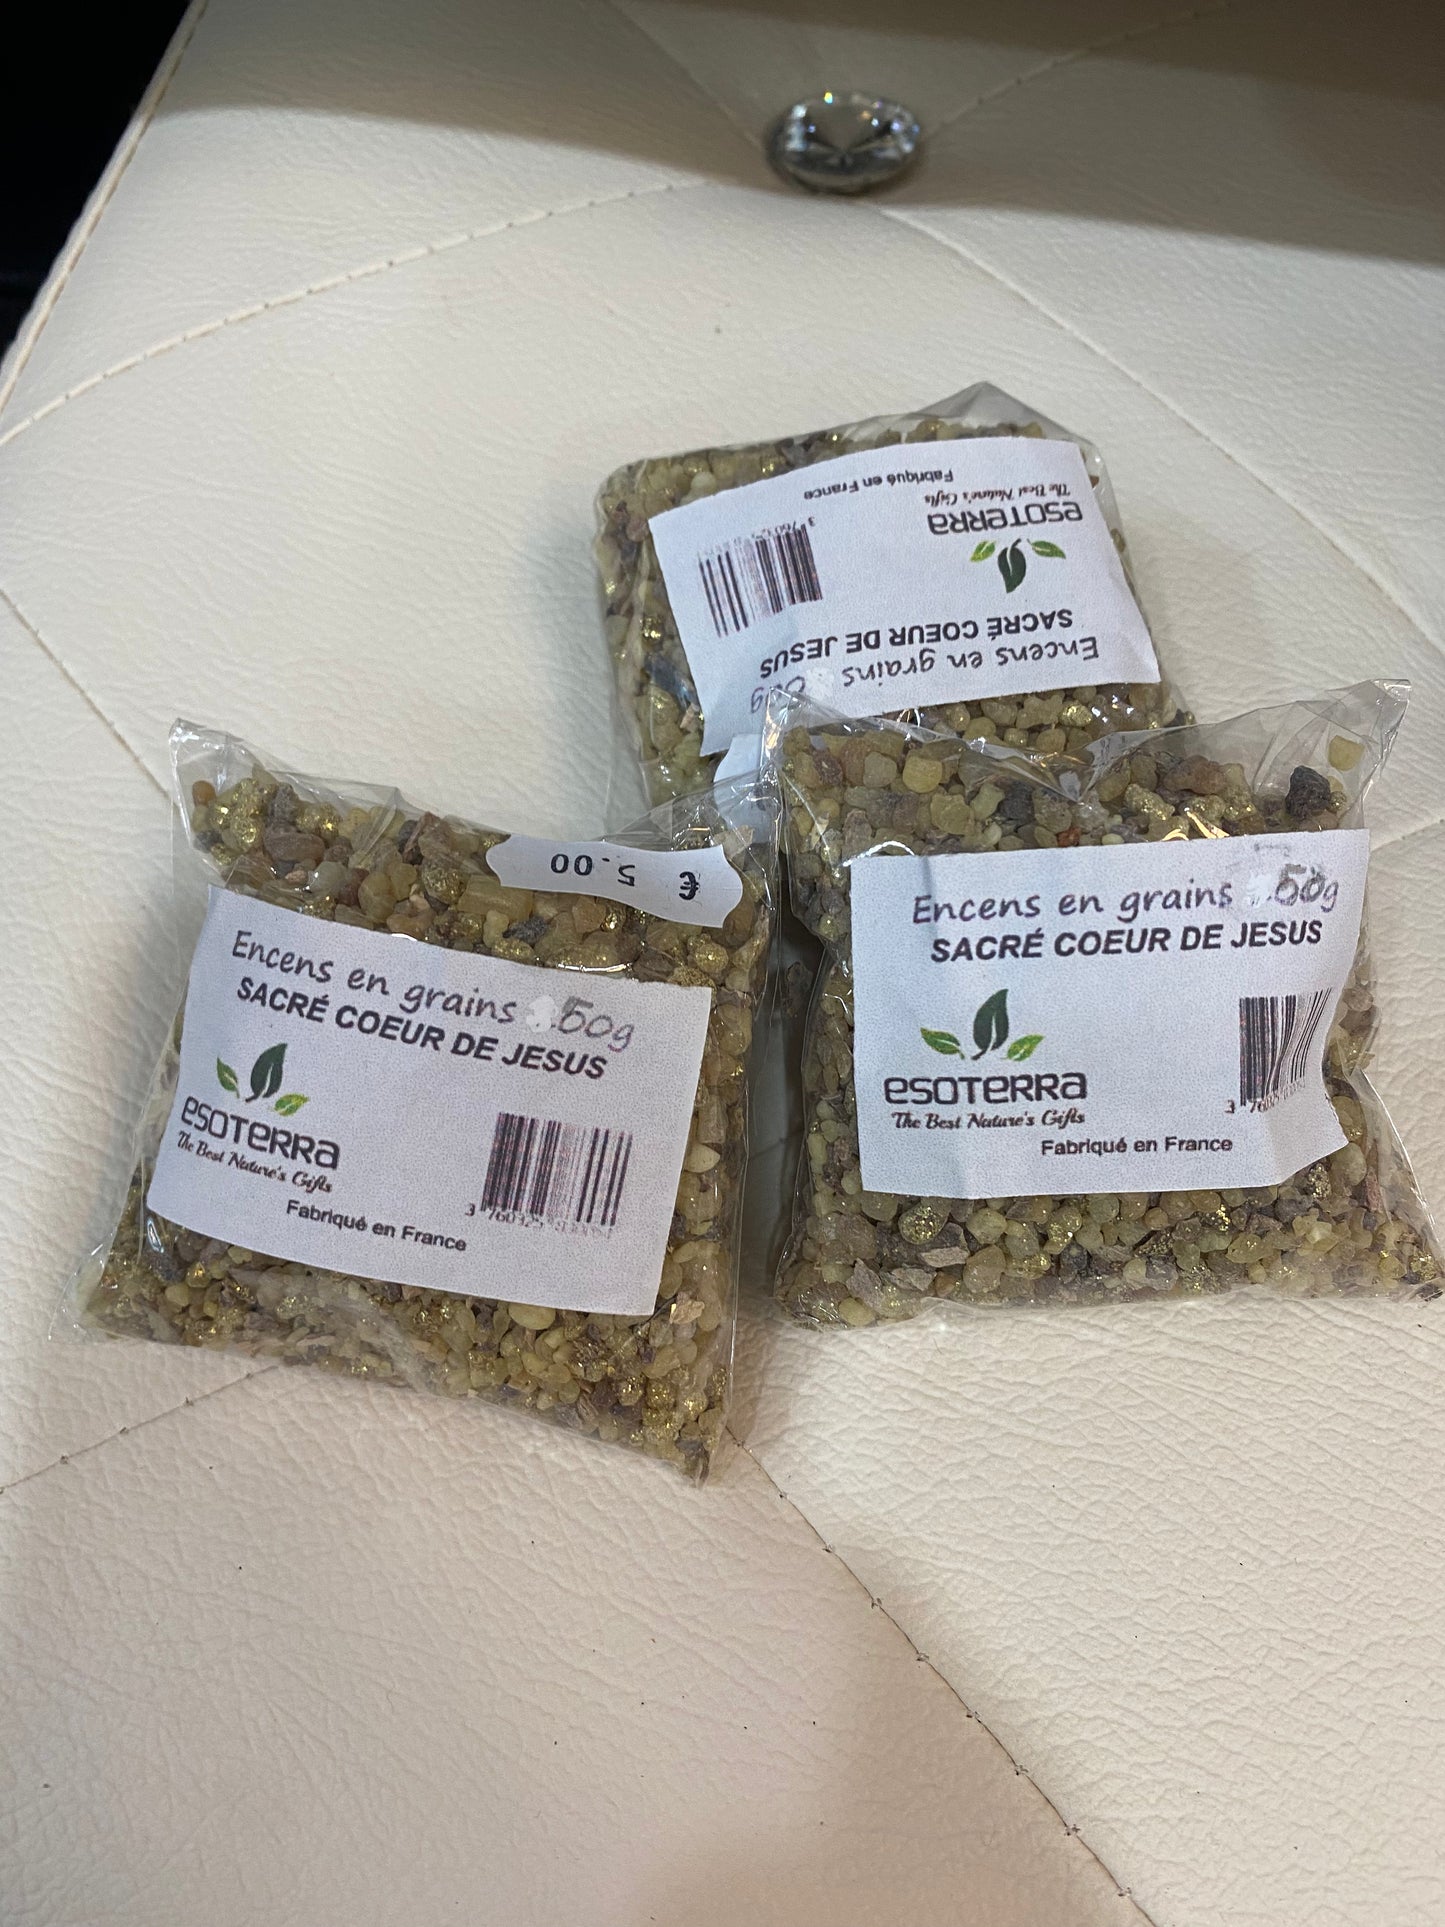 Fabriqué en France
The Best Nature's Gifts
esoterra
SACRÉ COEUR DE JESUS
Encens en grains
€ 5.00
Encens en grains 50g
SACRÉ COEUR DE JESUS
esoterra
The Best Nature's Gifts
Fabriqué en France
Encens en grains 50g
SACRÉ COEUR DE JESUS
esoterra
The Best Nature's Gifts
Fabriqué en France